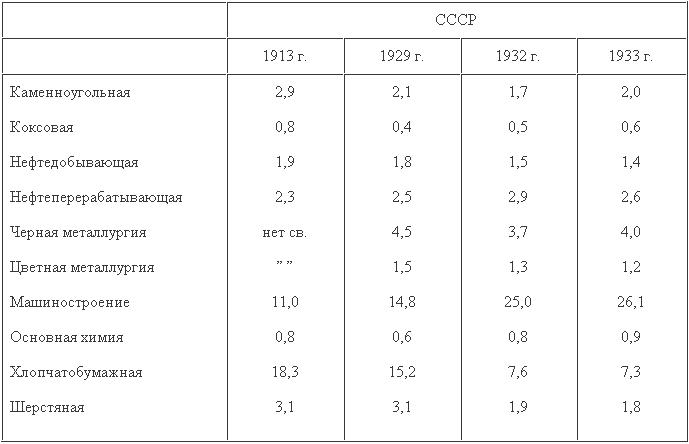 СССР
1913 г. 1929 г. 1932 г. 1933 г.
Каменноугольная 2,9 2,1 1,7 2,0
Коксовая 0,8 0,4 0,5 0,6
Нефтедобывающая 1,9 1,8 1,5 1,4
Нефтеперерабатывающая 2,3 2,5 2,9 2,6
Черная металлургия нет св. 4,5 3,7 4,0
Цветная металлургия ” ” 1,5 1,3 1,2
Машиностроение 11,0 14,8 25,0 26,1
Основная химия 0,8 0,6 0,8 0,9
Хлопчатобумажная 18,3 15,2 7,6 7,3
Шерстяная 3,1 3,1 1,9 1,8